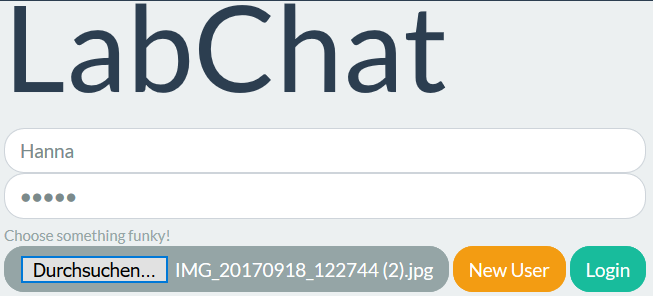 LabChat
Hanna
•••••
Choose something funky!
Durchsuchen... IMG_20170918_122744 (2).jpg New User Login